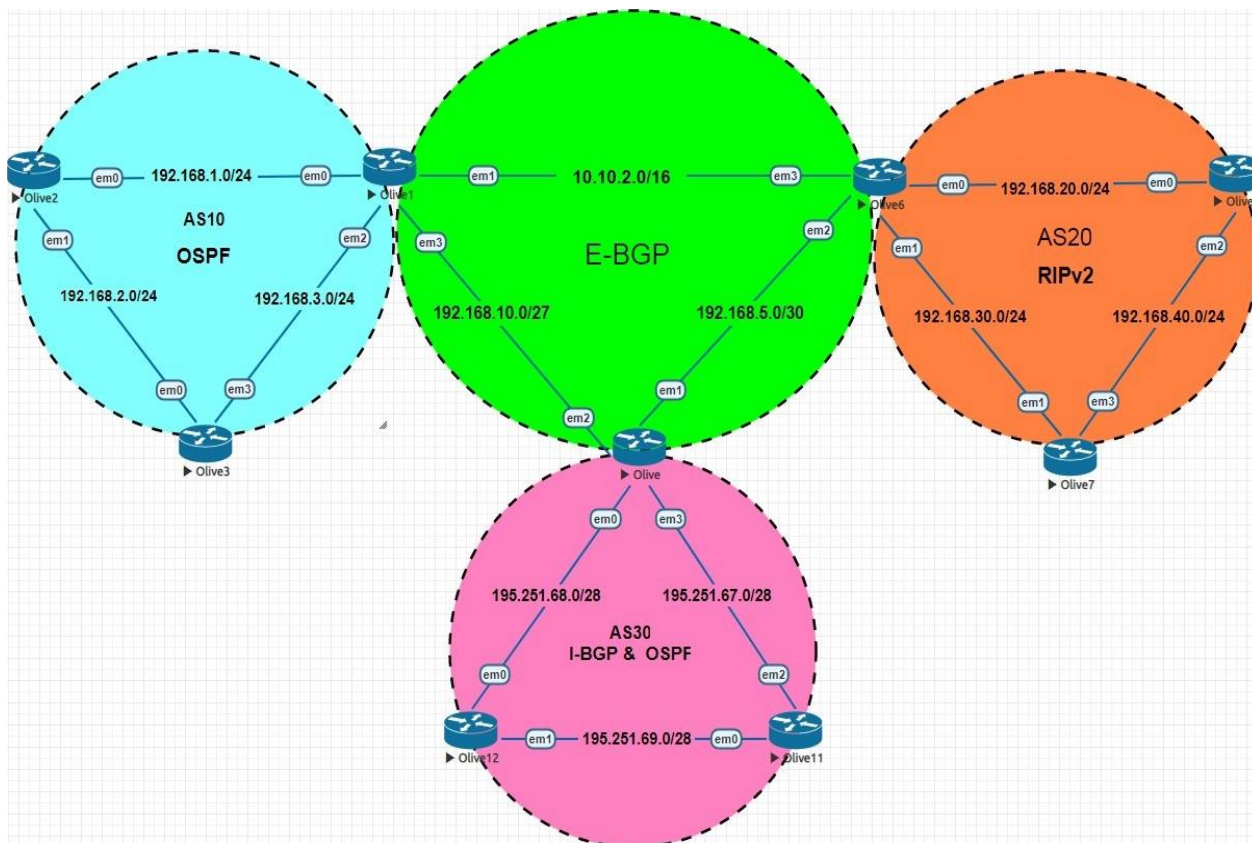 em0
192.168.1.0/24
em0
Olive2
Olive1
AS10
OSPF
em1
em2
192.168.2.0/24
192.168.3.0/24
em0
em3
Olive3
em1
10.10.2.0/16
em3
em3
em2
E-BGP
192.168.10.0/27
192.168.5.0/30
em2
em1
Olive
Olive6
em0
192.168.20.0/24
em0
Olive
AS20
RIPv2
em1
em2
192.168.30.0/24
192.168.40.0/24
em1
em3
Olive7
em0
em3
195.251.68.0/28
195.251.67.0/28
AS30
I-BGP & OSPF
em0
em2
em1
195.251.69.0/28
em0
Olive12
Olive11